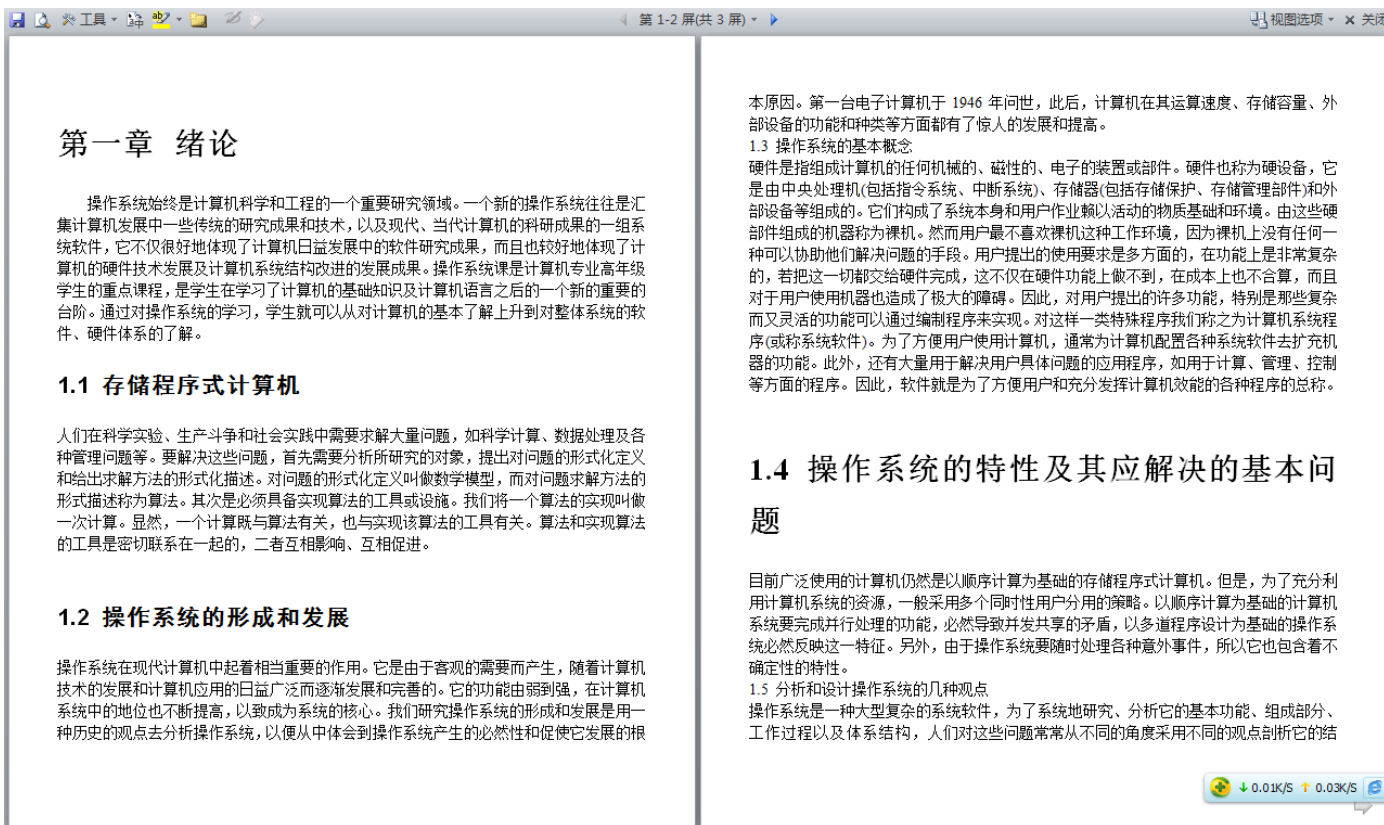 工具
第 1-2 屏(共 3 屏)
视图选项
关闭
第一章 绪论
操作系统始终是计算机科学和工程的一个重要研究领域。一个新的操作系统往往是汇
集计算机发展中一些传统的研究成果和技术，以及现代、当代计算机的科研成果的一组系
统软件，它不仅很好地体现了计算机日益发展中的软件研究成果，而且也较好地体现了计
算机的硬件技术发展及计算机系统结构改进的发展成果。操作系统课是计算机专业高年级
学生的重点课程，是学生在学习了计算机的基础知识及计算机语言之后的一个新的重要的
台阶。通过对操作系统的学习，学生就可以从对计算机的基本了解上升到对整体系统的软
件、硬件体系的了解。
1.1 存储程序式计算机
人们在科学实验、生产斗争和社会实践中需要求解大量问题，如科学计算、数据处理及各
种管理问题等。要解决这些问题，首先需要分析所研究的对象，提出对问题的形式化定义
和给出求解方法的形式化描述。对问题的形式化定义叫做数学模型，而对问题求解方法的
形式描述称为算法。其次是必须具备实现算法的工具或设施。我们将一个算法的实现叫做
一次计算。显然，一个计算既与算法有关，也与实现该算法的工具有关。算法和实现算法
的工具是密切联系在一起的，二者互相影响、互相促进。
1.2 操作系统的形成和发展
操作系统在现代计算机中起着相当重要的作用。它是由于客观的需要而产生，随着计算机
技术的发展和计算机应用的日益广泛而逐渐发展和完善的。它的功能由弱到强，在计算机
系统中的地位也不断提高，以致成为系统的核心。我们研究操作系统的形成和发展是用一
种历史的观点去分析操作系统，以便从中体会到操作系统产生的必然性和促使它发展的根
本原因。第一台电子计算机于 1946 年问世，此后，计算机在其运算速度、存储容量、外
部设备的功能和种类等方面都有了惊人的发展和提高。
1.3 操作系统的基本概念
硬件是指组成计算机的任何机械的、磁性的、电子的装置或部件。硬件也称为硬设备，它
是由中央处理机(包括指令系统、中断系统)、存储器(包括存储保护、存储管理部件)和外
部设备等组成的。它们构成了系统本身和用户作业赖以活动的物质基础和环境。由这些硬
部件组成的机器称为裸机。然而用户最不喜欢裸机这种工作环境，因为裸机上没有任何一
种可以协助他们解决问题的手段。用户提出的使用要求是多方面的，在功能上是非常复杂
的，若把这一切都交给硬件完成，这不仅在硬件功能上做不到，在成本上也不合算，而且
对于用户使用机器也造成了极大的障碍。因此，对用户提出的许多功能，特别是那些复杂
而又灵活的功能可以通过编制程序来实现。对这样一类特殊程序我们称之为计算机系统程
序(或称系统软件)。为了方便用户使用计算机，通常为计算机配置各种系统软件去扩充机
器的功能。此外，还有大量用于解决用户具体问题的应用程序，如用于计算、管理、控制
等方面的程序。因此，软件就是为了方便用户和充分发挥计算机效能的各种程序的总称。
1.4 操作系统的特性及其应解决的基本问
题
目前广泛使用的计算机仍然是以顺序计算为基础的存储程序式计算机。但是，为了充分利
用计算机系统的资源，一般采用多个同时性用户分用的策略。以顺序计算为基础的计算机
系统要完成并行处理的功能，必然导致并发共享的矛盾，以多道程序设计为基础的操作系
统必然反映这一特征。另外，由于操作系统要随时处理各种意外事件，所以它也包含着不
确定性的特性。
1.5 分析和设计操作系统的几种观点
操作系统是一种大型复杂的系统软件，为了系统地研究、分析它的基本功能、组成部分、
工作过程以及体系结构，人们对这些问题常常从不同的角度采用不同的观点剖析它的结
↓ 0.01K/S ↑ 0.03K/S